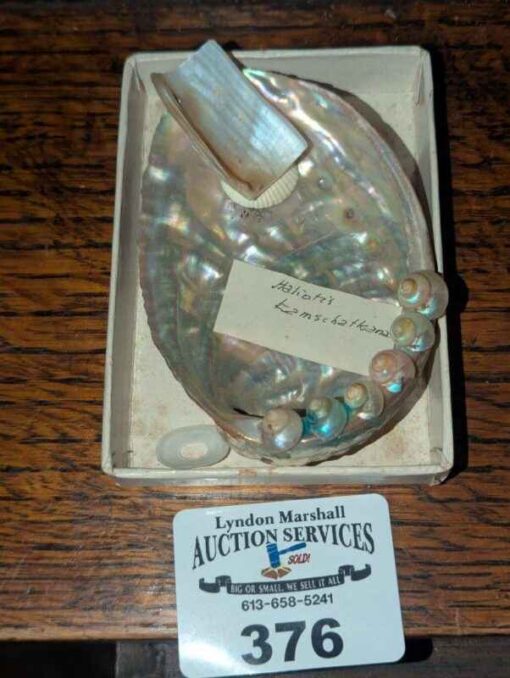 Haliotis
kamschatkana
Lyndon Marshall
AUCTION SERVICES
SOLD!
BIG OR SMALL, WE SELL IT ALL
613-658-5241
376